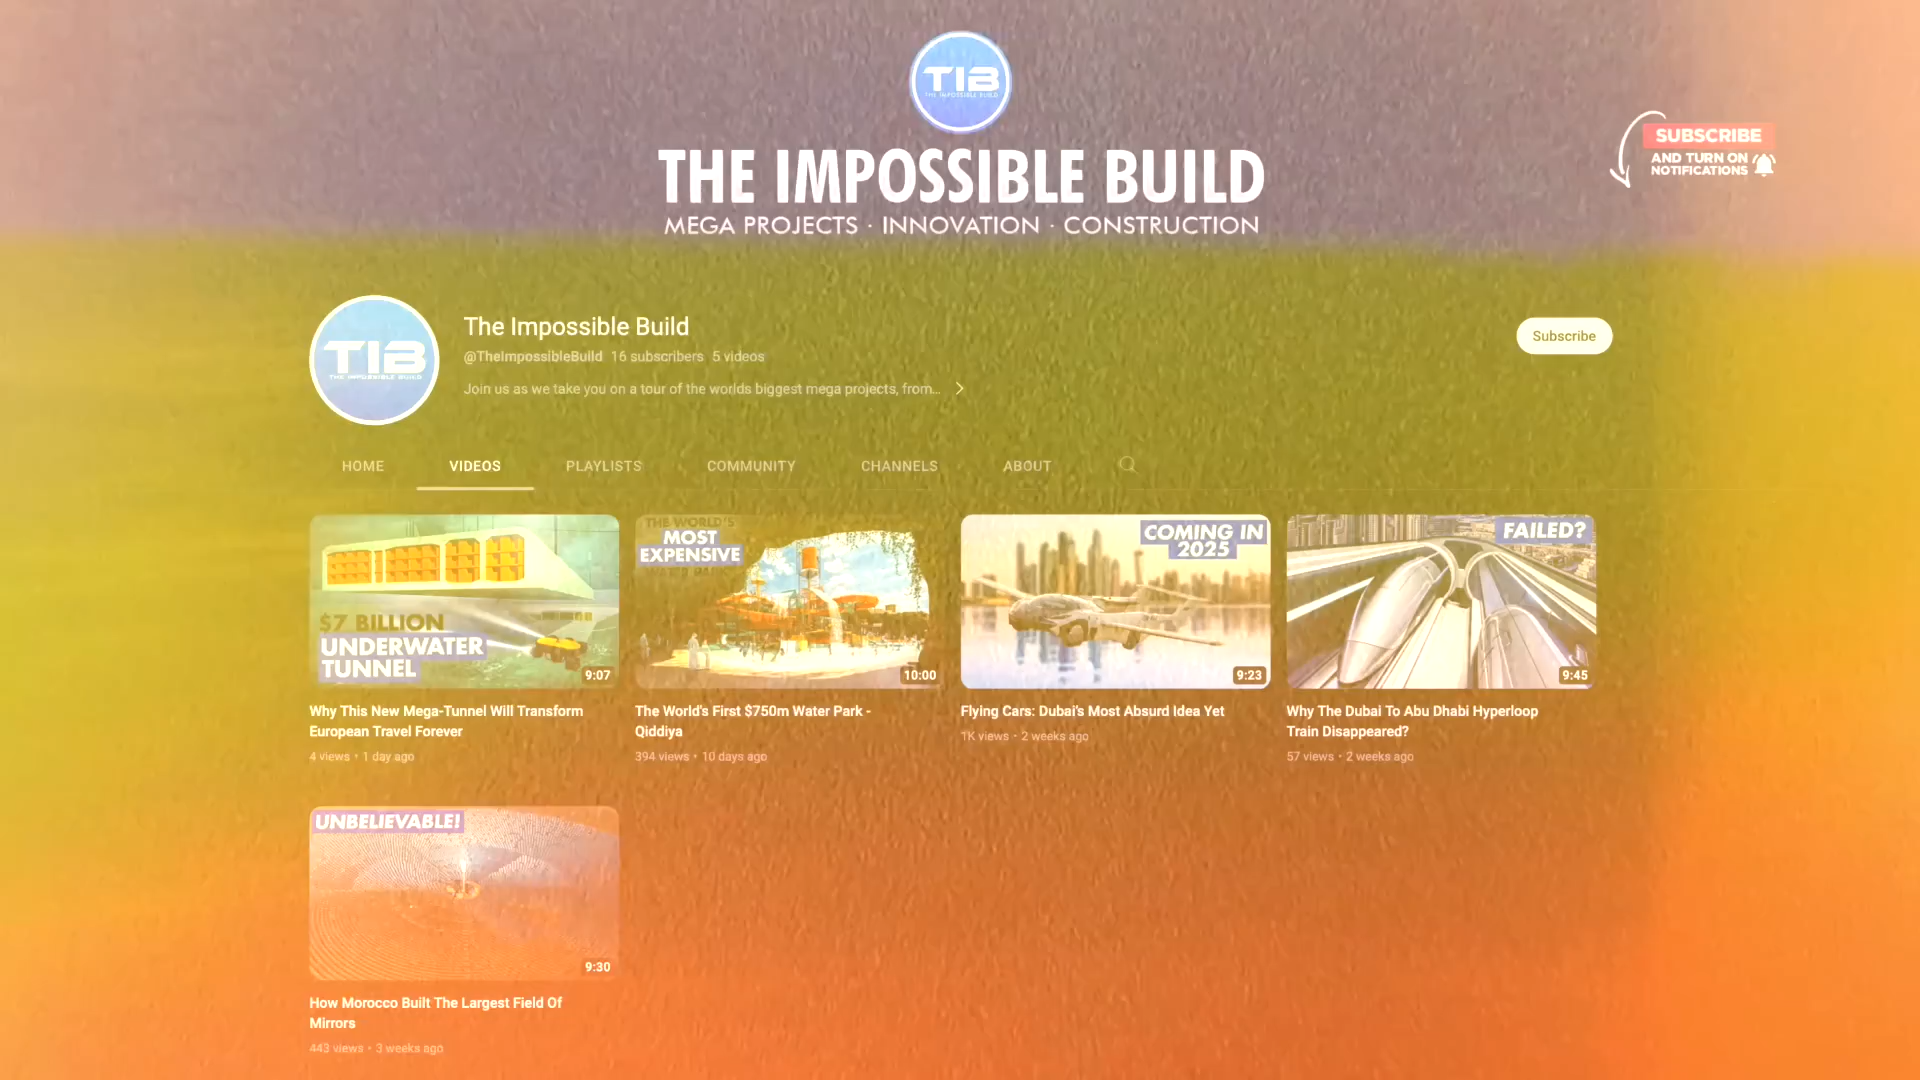 TIB
THE IMPOSSIBLE BUILD
THE IMPOSSIBLE BUILD
MEGA PROJECTS · INNOVATION · CONSTRUCTION
SUBSCRIBE
AND TURN ON
NOTIFICATIONS
TIB
THE IMPOSSIBLE BUILD
The Impossible Build
@TheImpossibleBuild 16 subscribers 5 videos
Join us as we take you on a tour of the worlds biggest mega projects, from...
Subscribe
HOME VIDEOS PLAYLISTS COMMUNITY CHANNELS ABOUT
$7 BILLION
UNDERWATER
TUNNEL
9:07
THE WORLD'S
MOST
EXPENSIVE
WATER PARK
10:00
COMING IN
2025
9:23
FAILED?
9:45
Why This New Mega-Tunnel Will Transform
European Travel Forever
4 views • 1 day ago
The World's First $750m Water Park -
Qiddiya
394 views • 10 days ago
Flying Cars: Dubai's Most Absurd Idea Yet
1K views • 2 weeks ago
Why The Dubai To Abu Dhabi Hyperloop
Train Disappeared?
57 views • 2 weeks ago
UNBELIEVABLE!
9:30
How Morocco Built The Largest Field Of
Mirrors
443 views • 3 weeks ago